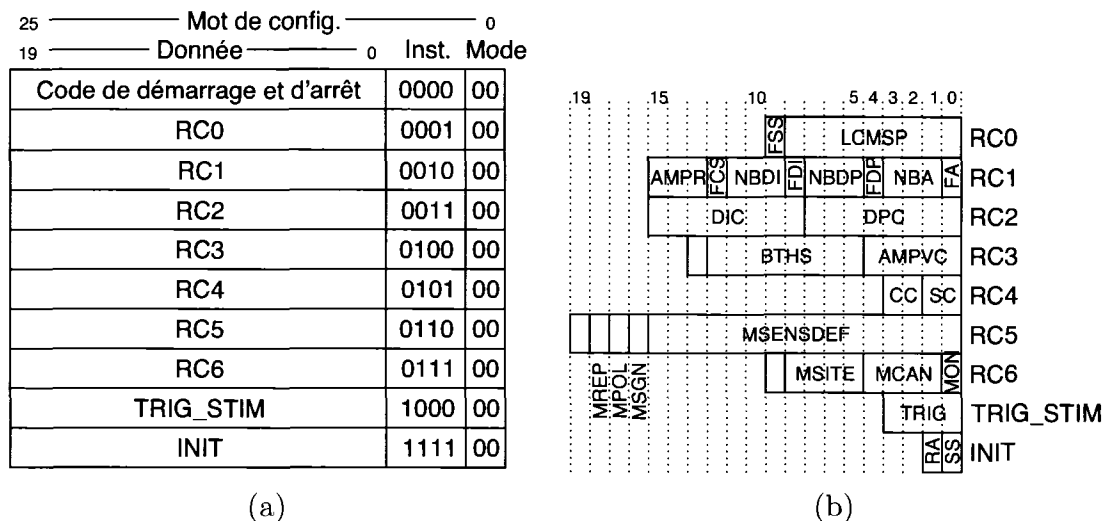 25 Mot de config. 0
19 Donnée 0 Inst. Mode
Code de démarrage et d'arrêt 0000 00
RC0 0001 00
RC1 0010 00
RC2 0011 00
RC3 0100 00
RC4 0101 00
RC5 0110 00
RC6 0111 00
TRIG_STIM 1000 00
INIT 1111 00
(a)
19 15 10 5 4 3 2 1 0
FSS LCMSP RC0
AMPR FCS NBDI FDI NBDP FDP NBA FA RC1
DIC DPC RC2
BTHS AMPVC RC3
CC SC RC4
MSENSDEF RC5
MREP MPOL MSGN MSITE MCAN MON RC6
TRIG TRIG_STIM
RA SS INIT
(b)